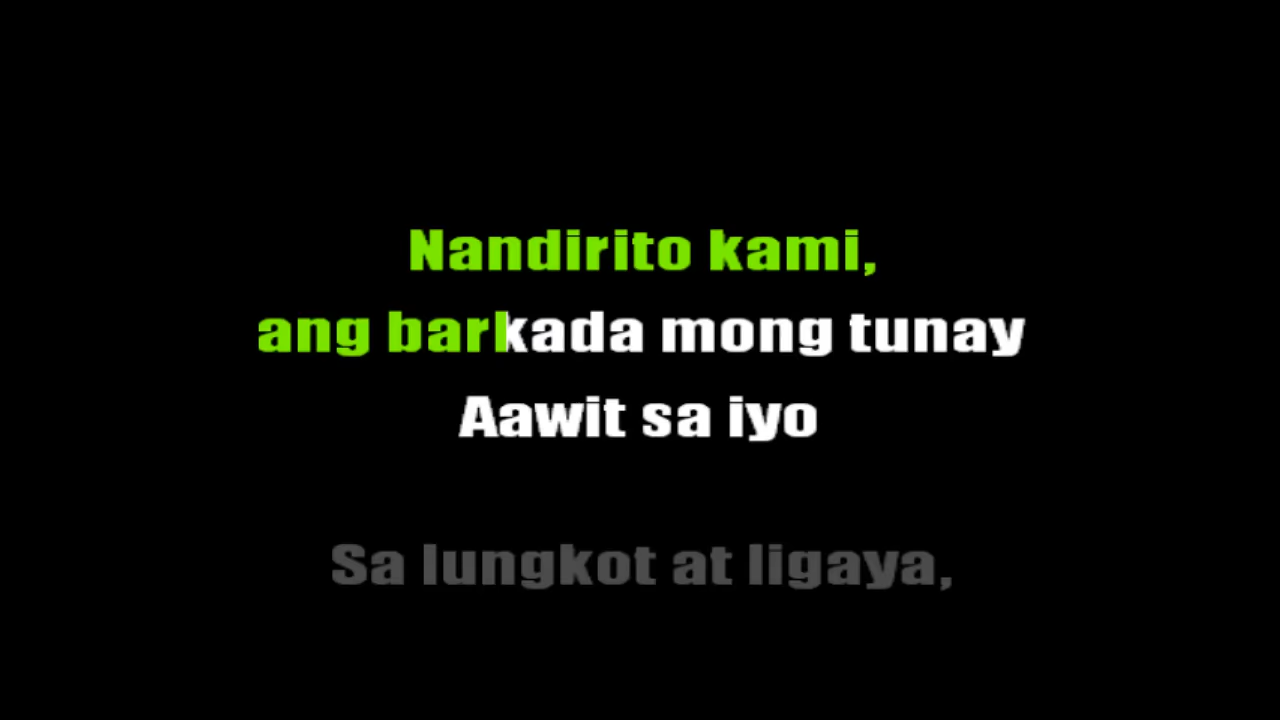 Nandirito kami,
ang barkada mong tunay
Aawit sa iyo
Sa lungkot at ligaya,